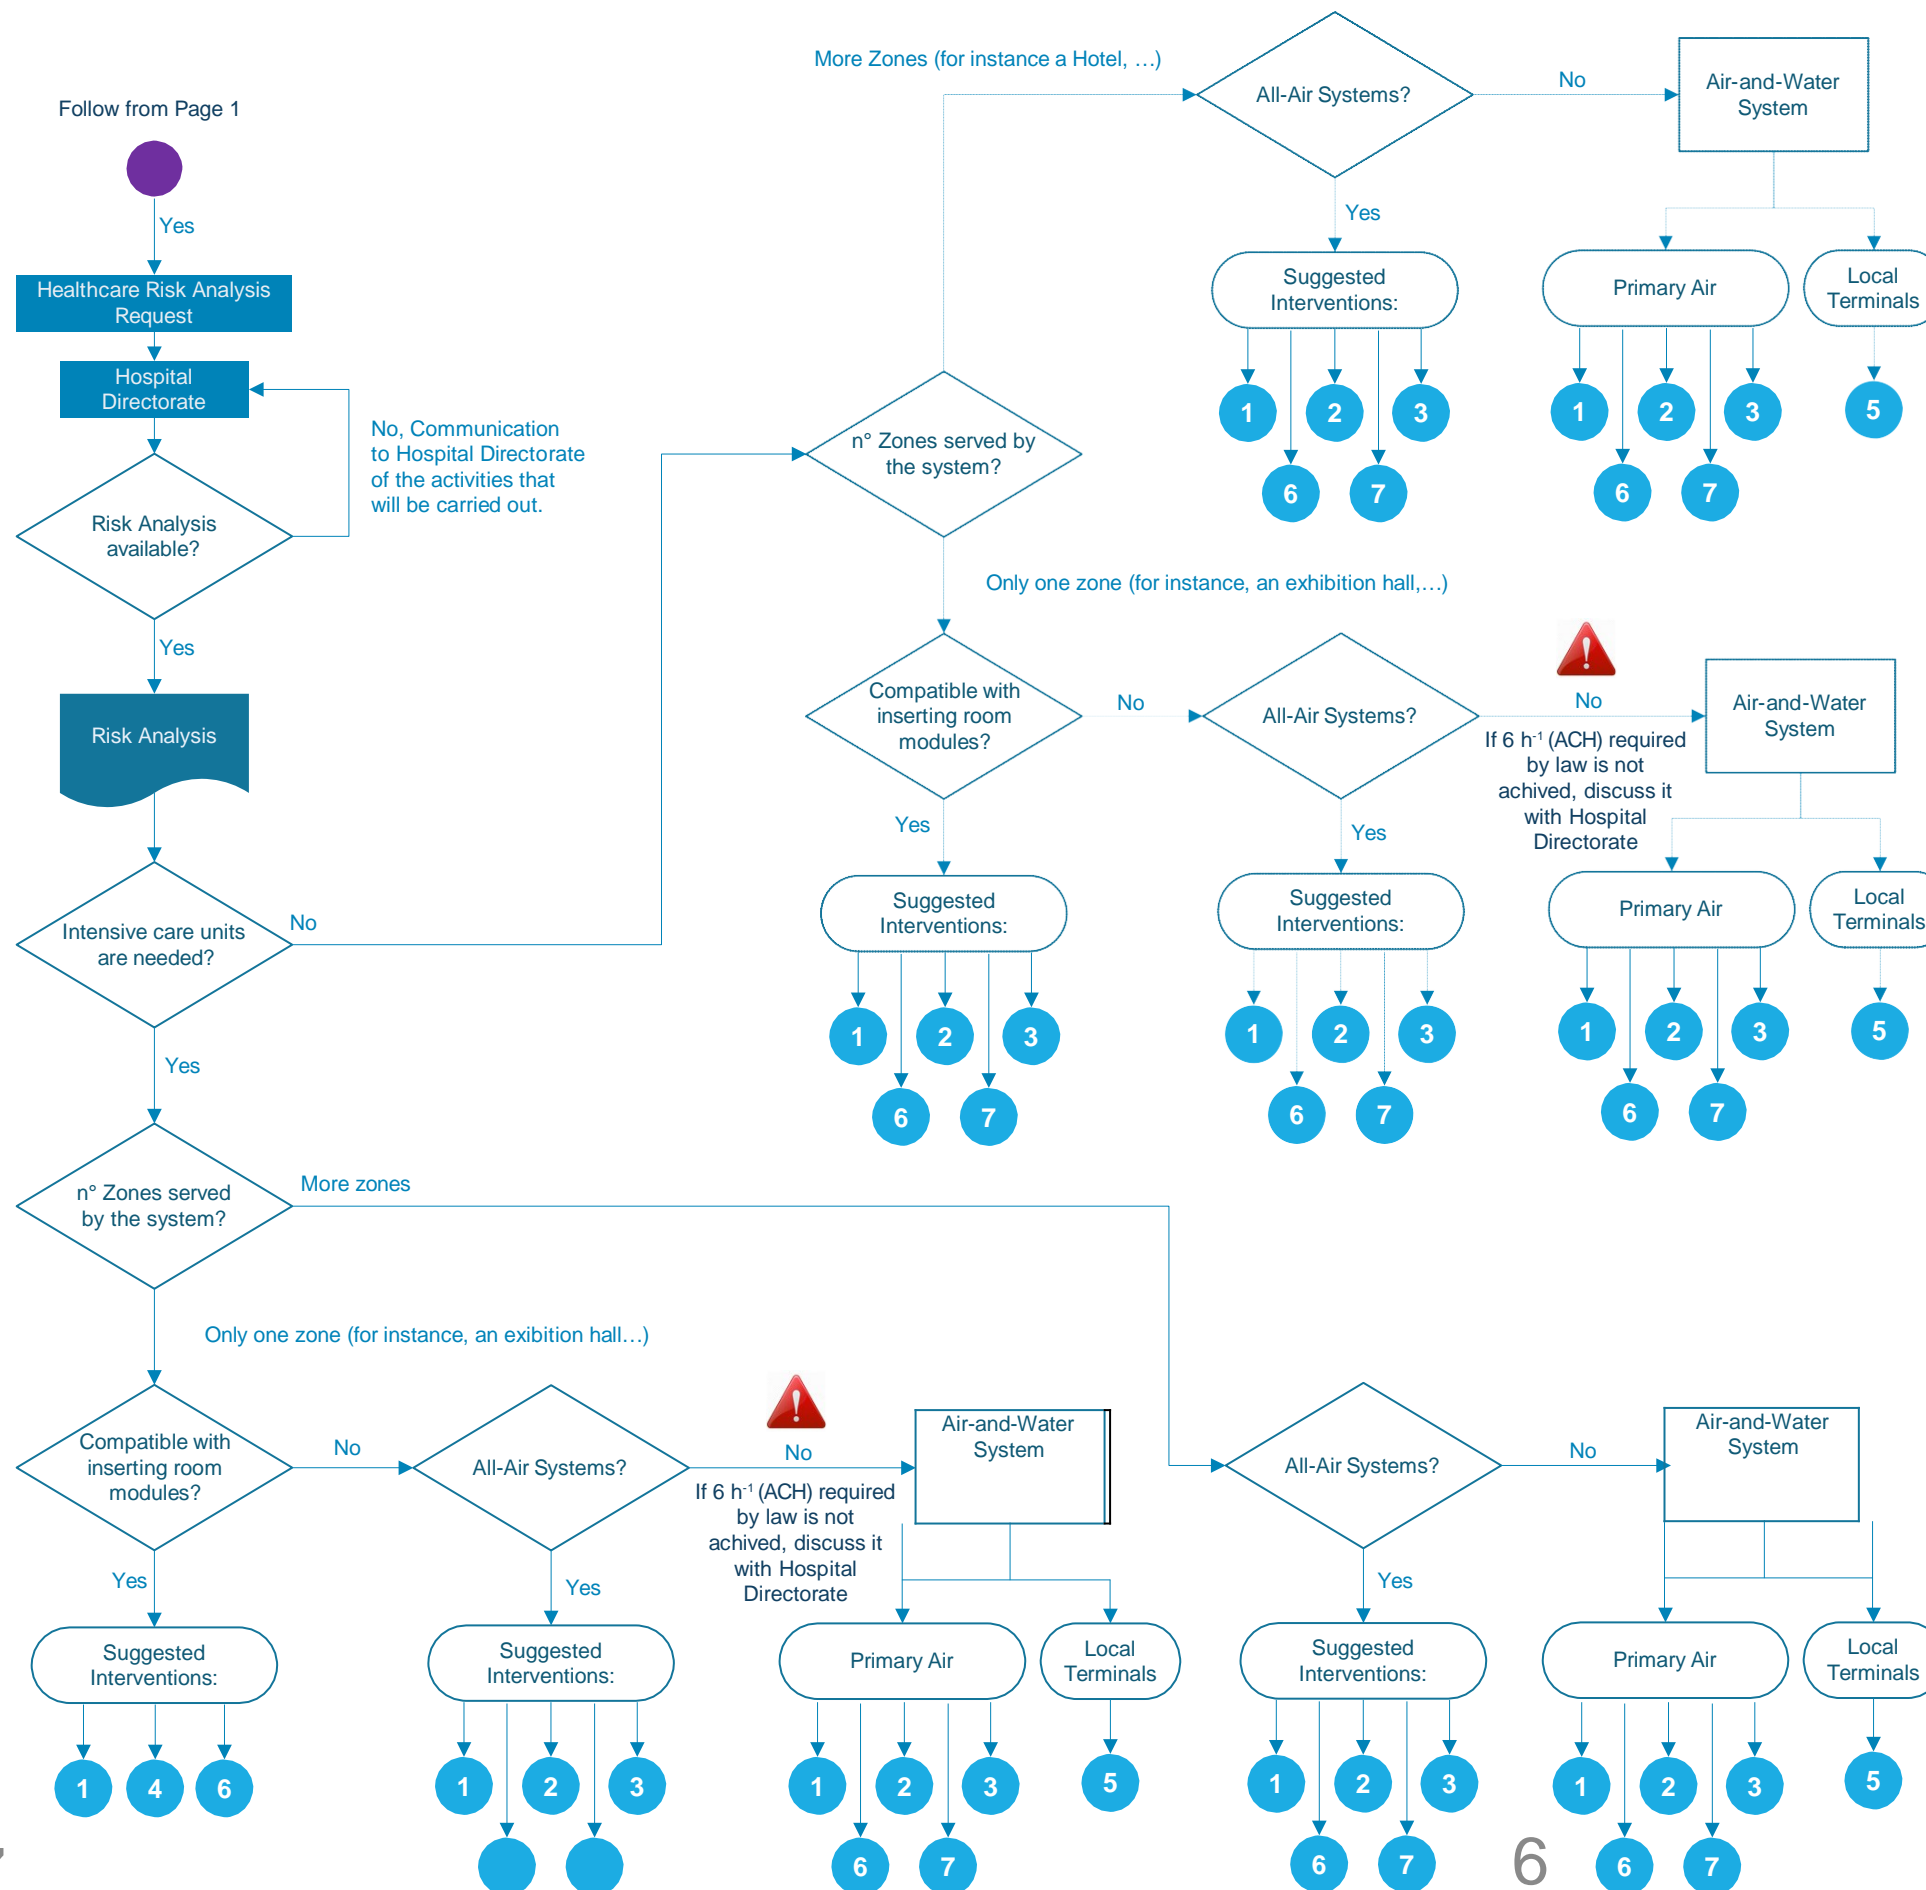 Follow from Page 1
Yes
Healthcare Risk Analysis
Request
Hospital
Directorate
No, Communication
to Hospital Directorate
of the activities that
will be carried out.
Risk Analysis
available?
Yes
Risk Analysis
Intensive care units
are needed?
No
Yes
n° Zones served by
the system?
More Zones (for instance a Hotel, …)
All-Air Systems?
No
Air-and-Water
System
Yes
Suggested
Interventions:
1
2
3
6
7
Primary Air
1
2
3
6
7
Local
Terminals
5
Only one zone (for instance, an exhibition hall,…)
Compatible with
inserting room
modules?
No
All-Air Systems?
No
If 6 h⁻¹ (ACH) required
by law is not
achived, discuss it
with Hospital
Directorate
Air-and-Water
System
Yes
Suggested
Interventions:
1
2
3
6
7
Yes
Suggested
Interventions:
1
2
3
6
7
Primary Air
1
2
3
6
7
Local
Terminals
5
n° Zones served
by the system?
More zones
Only one zone (for instance, an exibition hall…)
Compatible with
inserting room
modules?
No
All-Air Systems?
No
If 6 h⁻¹ (ACH) required
by law is not
achived, discuss it
with Hospital
Directorate
Air-and-Water
System
Yes
Suggested
Interventions:
1
4
6
Yes
Suggested
Interventions:
1
2
3
Primary Air
1
2
3
6
7
Local
Terminals
5
All-Air Systems?
No
Air-and-Water
System
Yes
Suggested
Interventions:
1
2
3
6
7
Primary Air
1
2
3
6
7
Local
Terminals
5
6